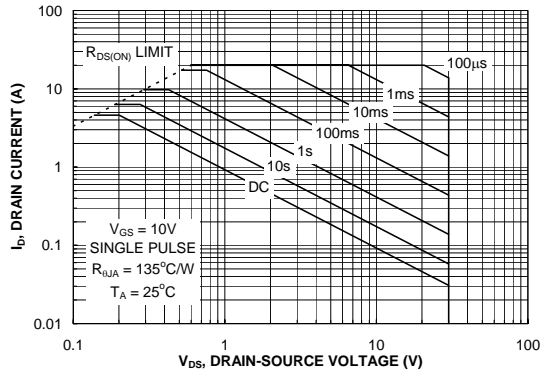 100
10
1
0.1
0.01
I_D, DRAIN CURRENT (A)
R_DS(ON) LIMIT
100µs
1ms
10ms
100ms
1s
10s
DC
V_GS = 10V
SINGLE PULSE
R_θJA = 135°C/W
T_A = 25°C
0.1 1 10 100
V_DS, DRAIN-SOURCE VOLTAGE (V)